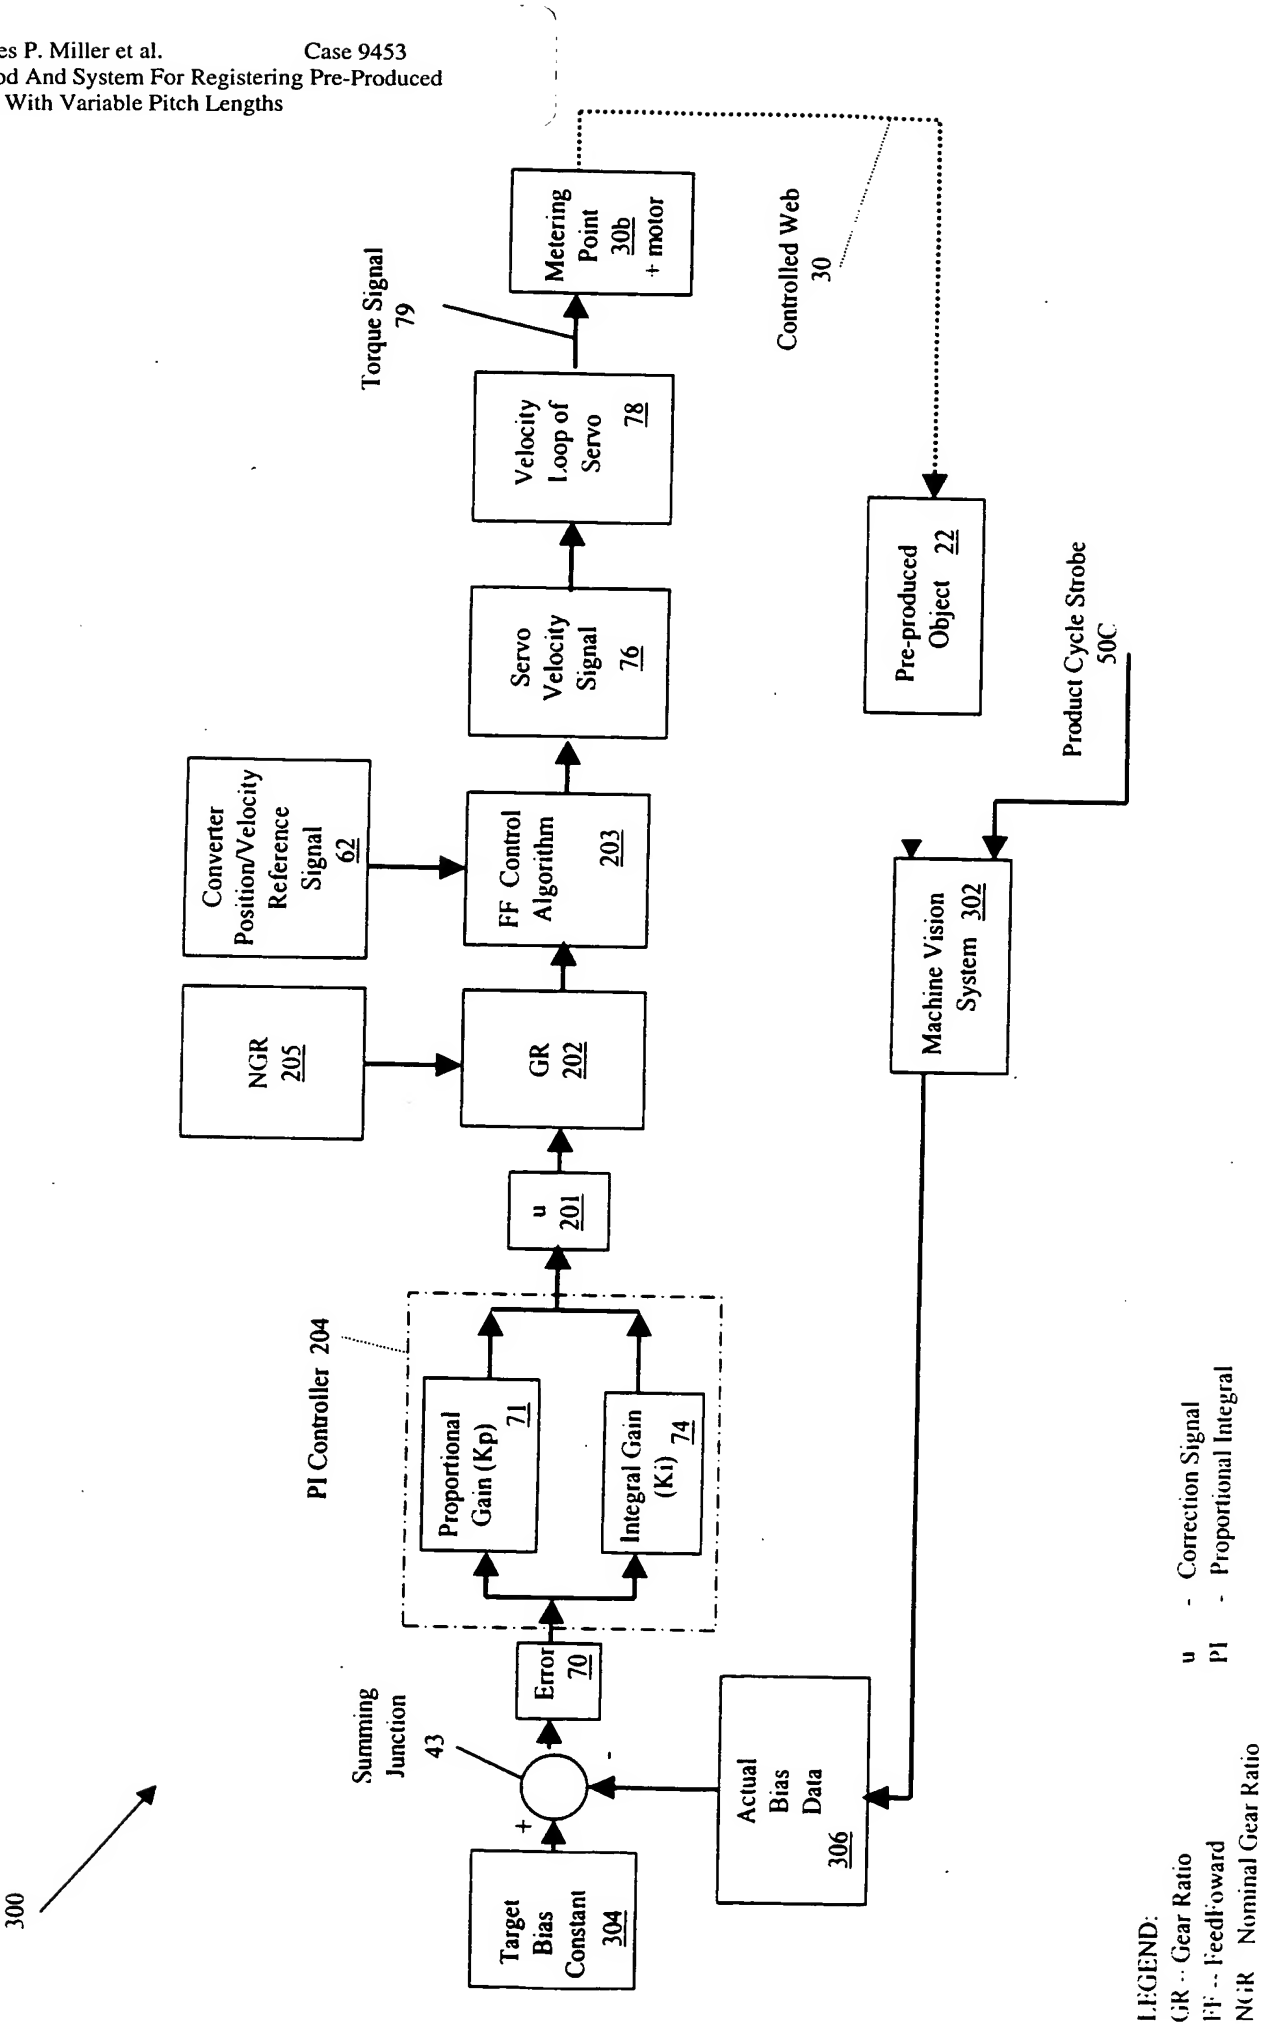 es P. Miller et al. Case 9453
od And System For Registering Pre-Produced
With Variable Pitch Lengths
300
Target
Bias
Constant
304
+
-
Summing
Junction
43
Error
70
Actual
Bias
Data
306
PI Controller 204
Proportional
Gain (Kp)
71
Integral Gain
(Ki)
74
u
201
NGR
205
GR
202
Converter
Position/Velocity
Reference
Signal
62
FF Control
Algorithm
203
Servo
Velocity
Signal
76
Velocity
Loop of
Servo
78
Torque Signal
79
Metering
Point
30b
+ motor
Controlled Web
30
Pre-produced
Object 22
Product Cycle Strobe
50C
Machine Vision
System 302
LEGEND:
GR -- Gear Ratio
FF -- FeedFoward
NGR Nominal Gear Ratio
u - Correction Signal
PI - Proportional Integral